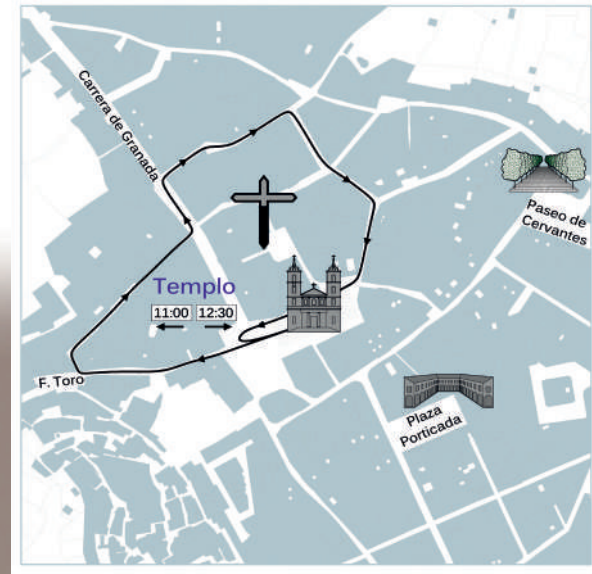 Carrera de Granada
Paseo de
Cervantes
Templo
11:00 12:30
F. Toro
Plaza
Porticada